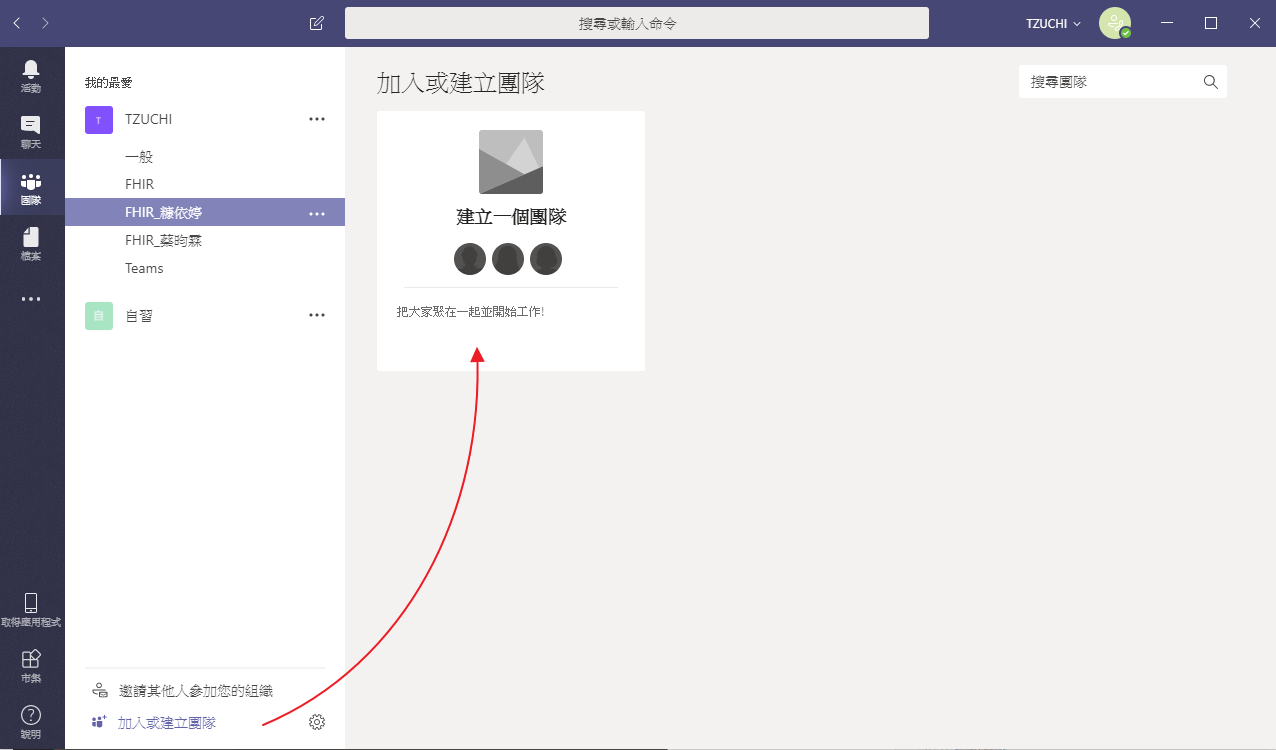 搜尋或輸入命令
TZUCHI
活動
聊天
團隊
檔案
取得應用程式
市集
說明
我的最愛
T
TZUCHI
一般
FHIR
FHIR_糠依婷
FHIR_蔡昀霖
Teams
自
自習
邀請其他人參加您的組織
加入或建立團隊
加入或建立團隊
搜尋團隊
建立一個團隊
把大家聚在一起並開始工作!